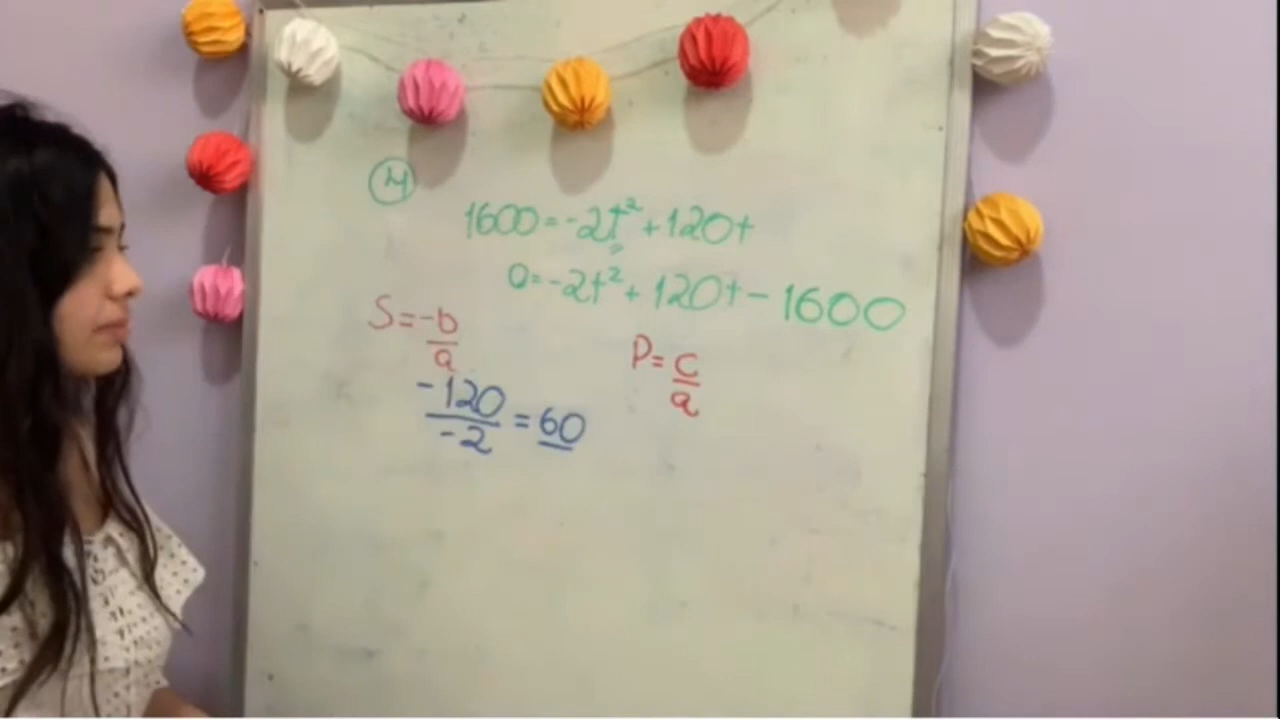 4
1600=-2t²+120t
0=-2t²+120t-1600
S=-b/a
P=c/a
-120/-2=60